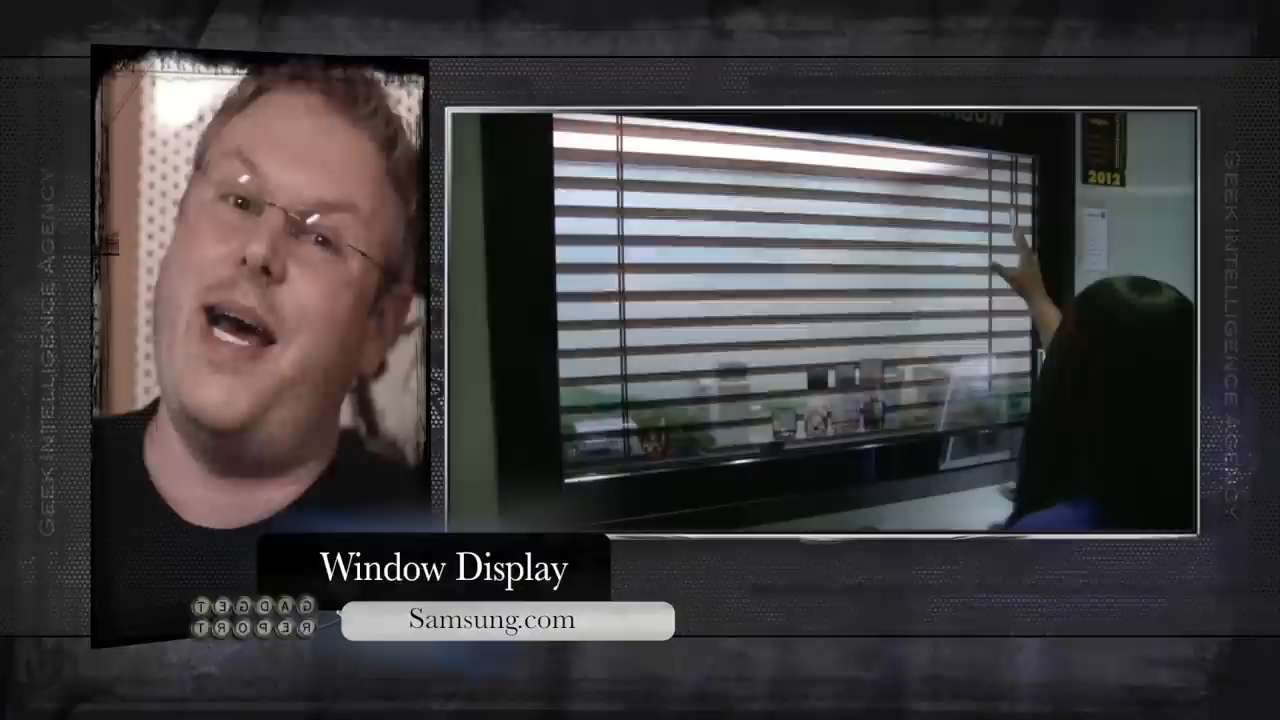 2012
GEEK INTELLIGENCE AGENCY
GEEK INTELLIGENCE AGENCY
Window Display
GADGET
REPORT
Samsung.com